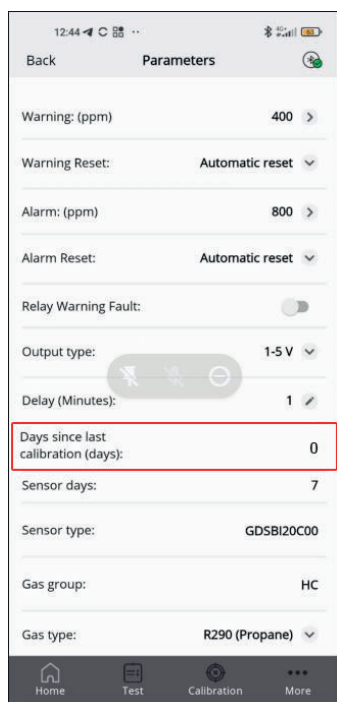 12:44
Back Parameters
Warning: (ppm) 400
Warning Reset: Automatic reset
Alarm: (ppm) 800
Alarm Reset: Automatic reset
Relay Warning Fault:
Output type: 1-5 V
Delay (Minutes): 1
Days since last
calibration (days): 0
Sensor days: 7
Sensor type: GDSBI20C00
Gas group: HC
Gas type: R290 (Propane)
Home Test Calibration More